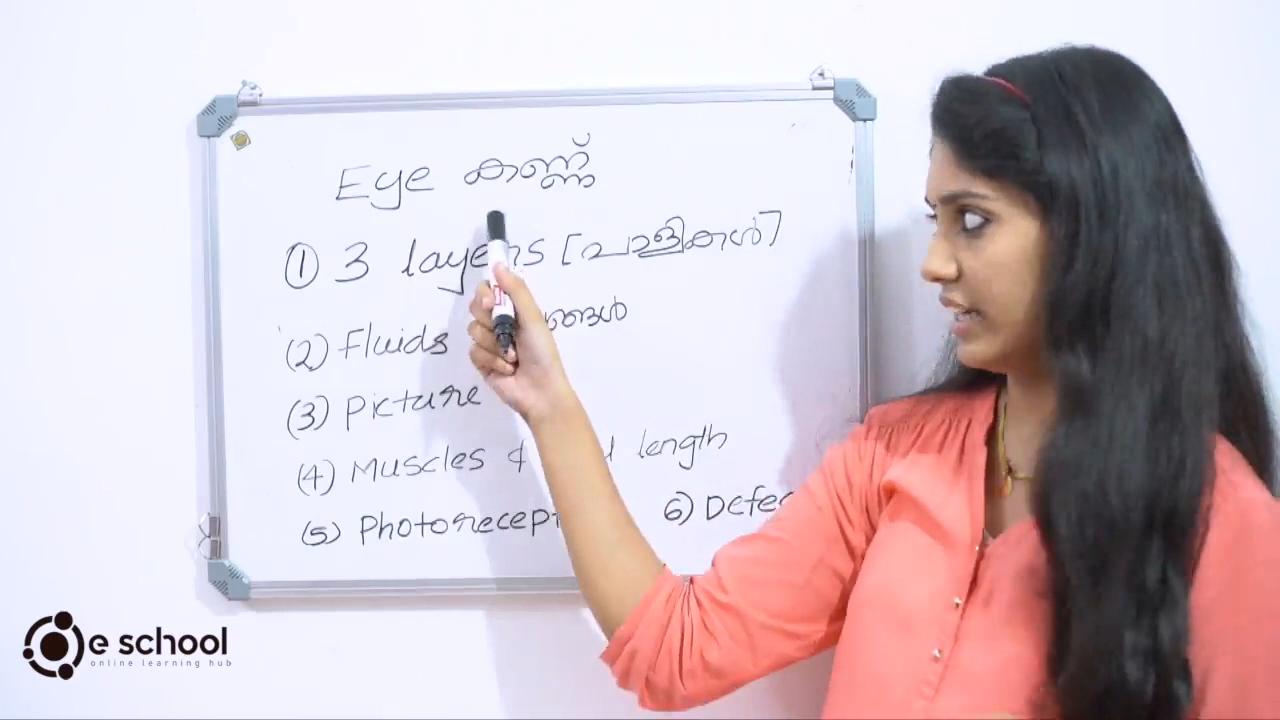 Eye കണ്ണ്
① 3 layers [പാളികൾ]
(2) Fluids
(3) Picture
(4) Muscles & length
(5) Photorecept 6) Defec
e school
online learning hub